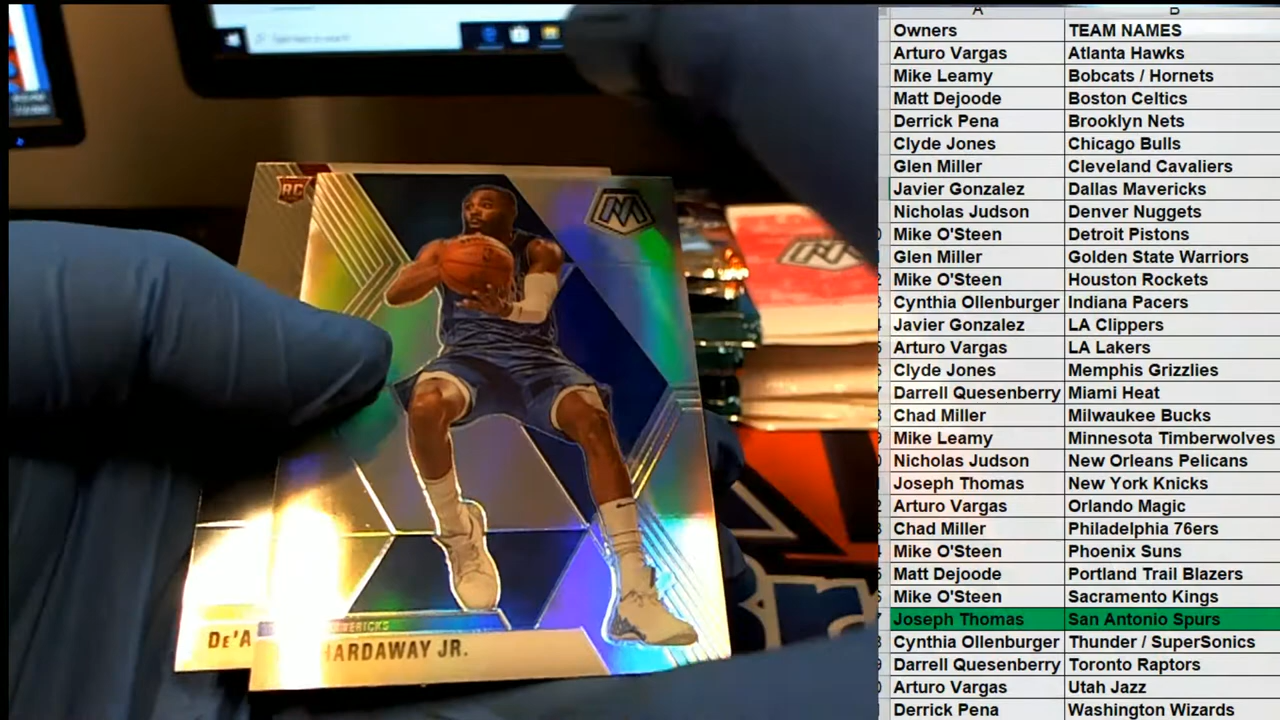 A B
Owners TEAM NAMES
Arturo Vargas Atlanta Hawks
Mike Leamy Bobcats / Hornets
Matt Dejoode Boston Celtics
Derrick Pena Brooklyn Nets
Clyde Jones Chicago Bulls
Glen Miller Cleveland Cavaliers
Javier Gonzalez Dallas Mavericks
Nicholas Judson Denver Nuggets
Mike O'Steen Detroit Pistons
Glen Miller Golden State Warriors
Mike O'Steen Houston Rockets
Cynthia Ollenburger Indiana Pacers
Javier Gonzalez LA Clippers
Arturo Vargas LA Lakers
Clyde Jones Memphis Grizzlies
Darrell Quesenberry Miami Heat
Chad Miller Milwaukee Bucks
Mike Leamy Minnesota Timberwolves
Nicholas Judson New Orleans Pelicans
Joseph Thomas New York Knicks
Arturo Vargas Orlando Magic
Chad Miller Philadelphia 76ers
Mike O'Steen Phoenix Suns
Matt Dejoode Portland Trail Blazers
Mike O'Steen Sacramento Kings
Joseph Thomas San Antonio Spurs
Cynthia Ollenburger Thunder / SuperSonics
Darrell Quesenberry Toronto Raptors
Arturo Vargas Utah Jazz
Derrick Pena Washington Wizards
RC
M
DE'A
HARDAWAY JR.